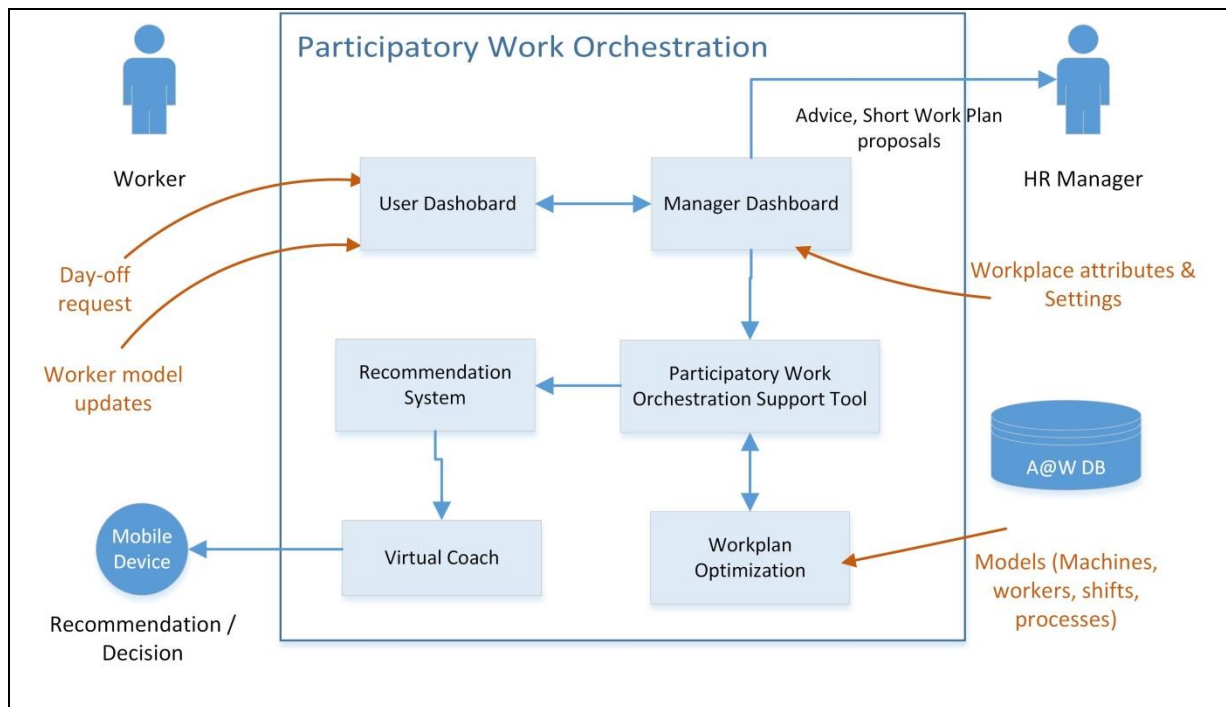 Participatory Work Orchestration
Advice, Short Work Plan
proposals
Worker
HR Manager
User Dashobard
Manager Dashboard
Day-off
request
Workplace attributes &
Settings
Worker model
updates
Recommendation
System
Participatory Work
Orchestration Support Tool
A@W DB
Mobile
Device
Virtual Coach
Workplan
Optimization
Models (Machines,
workers, shifts,
processes)
Recommendation /
Decision